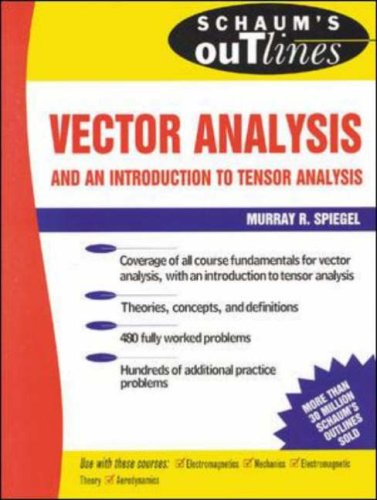 SCHAUM'S
OUTlines
VECTOR ANALYSIS
AND AN INTRODUCTION TO TENSOR ANALYSIS
MURRAY R. SPIEGEL
Coverage of all course fundamentals for vector
analysis, with an introduction to tensor analysis
Theories, concepts, and definitions
480 fully worked problems
Hundreds of additional practice
problems
MORE THAN
30 MILLION
SCHAUM'S
OUTLINES
SOLD
Use with these courses: ☑ Electromagnetics ☑ Mechanics ☑ Electromagnetic
Theory ☑ Aerodynamics